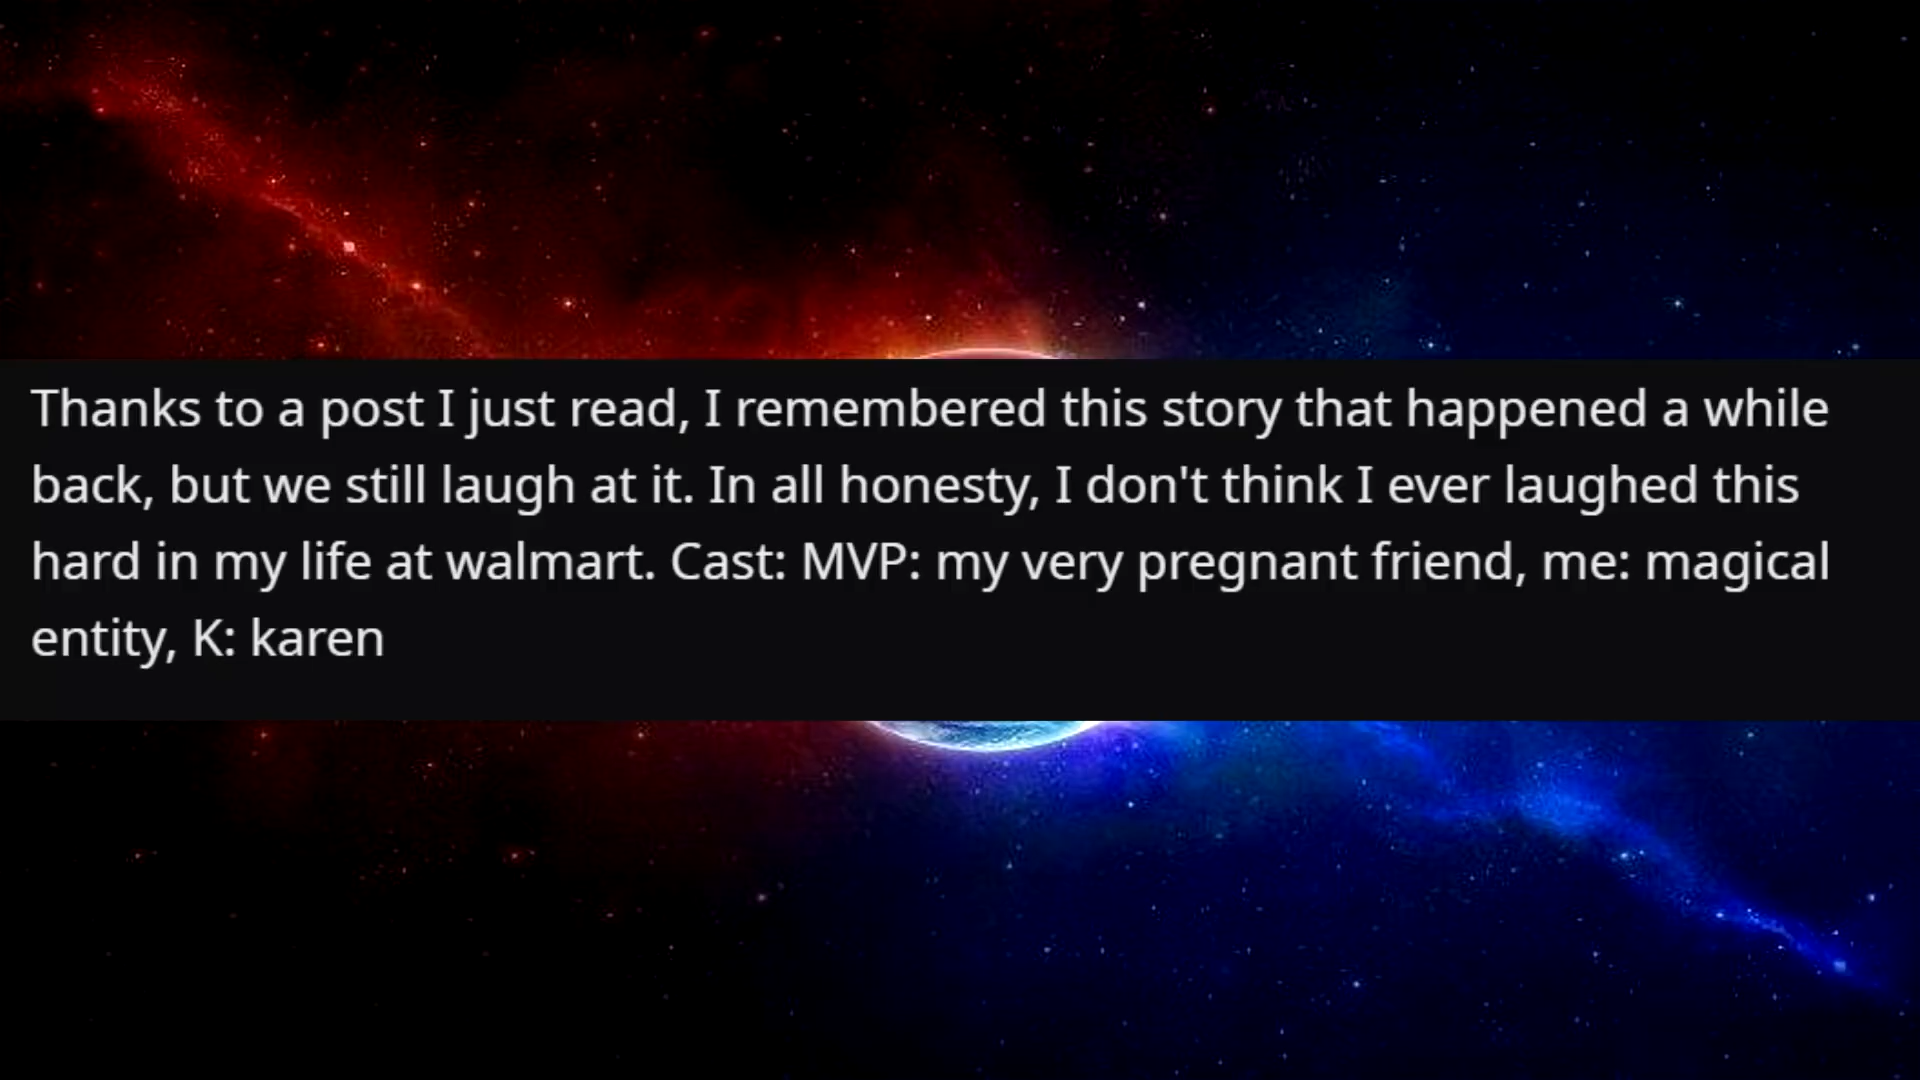 Thanks to a post I just read, I remembered this story that happened a while
back, but we still laugh at it. In all honesty, I don't think I ever laughed this
hard in my life at walmart. Cast: MVP: my very pregnant friend, me: magical
entity, K: karen